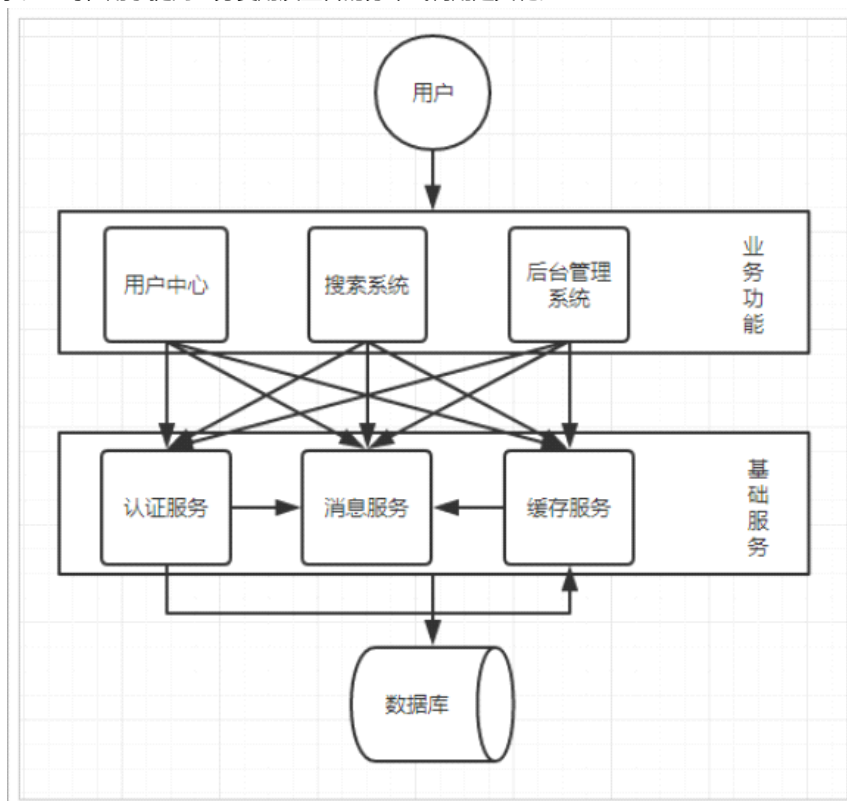 用户
用户中心
搜索系统
后台管理
系统
业
务
功
能
认证服务
消息服务
缓存服务
基
础
服
务
数据库